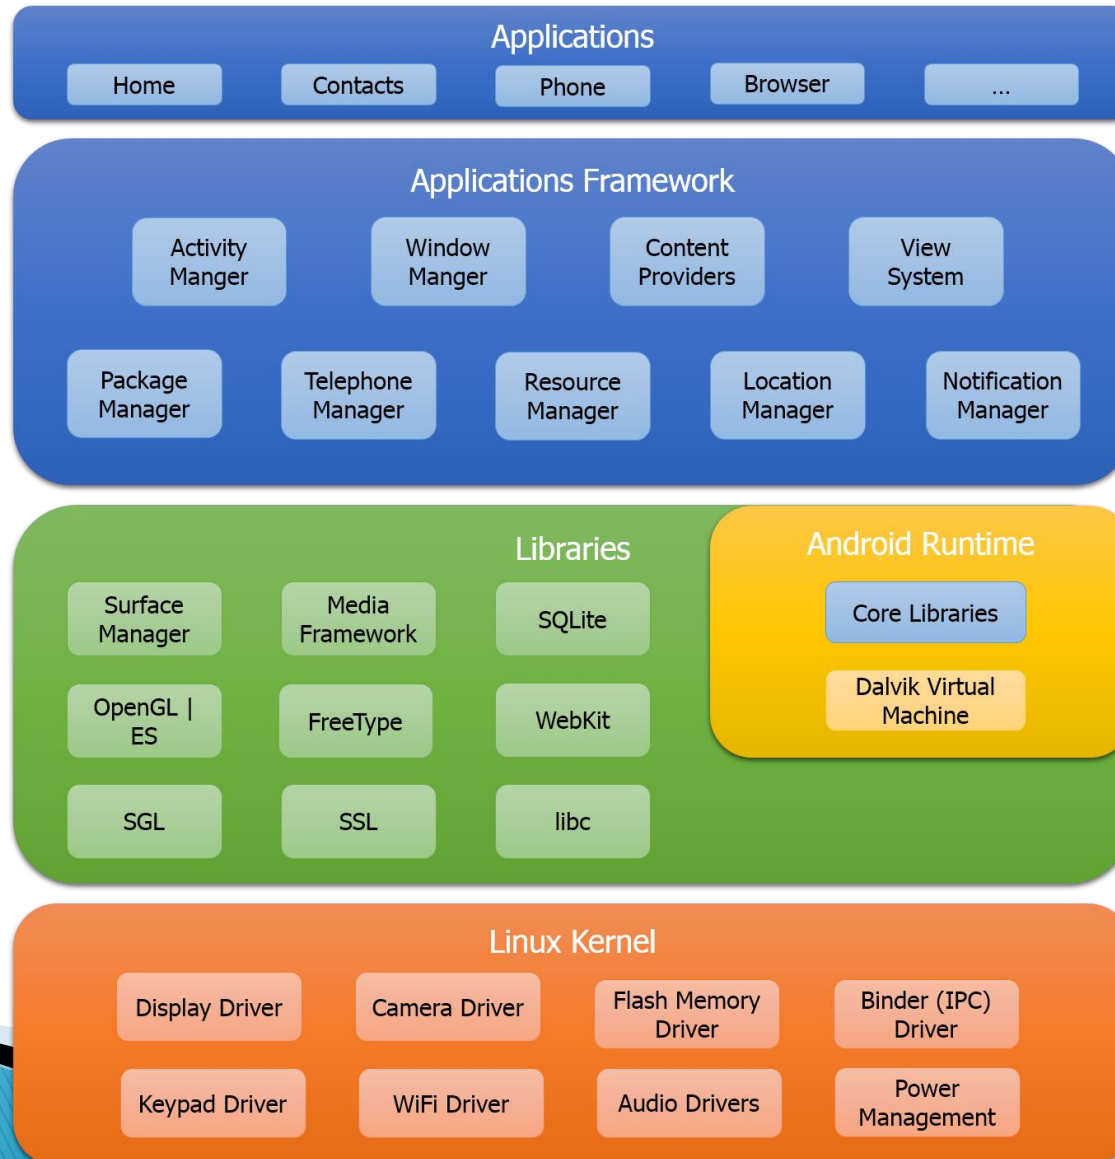 Applications
Home
Contacts
Phone
Browser
...
Applications Framework
Activity
Manger
Window
Manger
Content
Providers
View
System
Package
Manager
Telephone
Manager
Resource
Manager
Location
Manager
Notification
Manager
Libraries
Surface
Manager
Media
Framework
SQLite
OpenGL |
ES
FreeType
WebKit
SGL
SSL
libc
Android Runtime
Core Libraries
Dalvik Virtual
Machine
Linux Kernel
Display Driver
Camera Driver
Flash Memory
Driver
Binder (IPC)
Driver
Keypad Driver
WiFi Driver
Audio Drivers
Power
Management